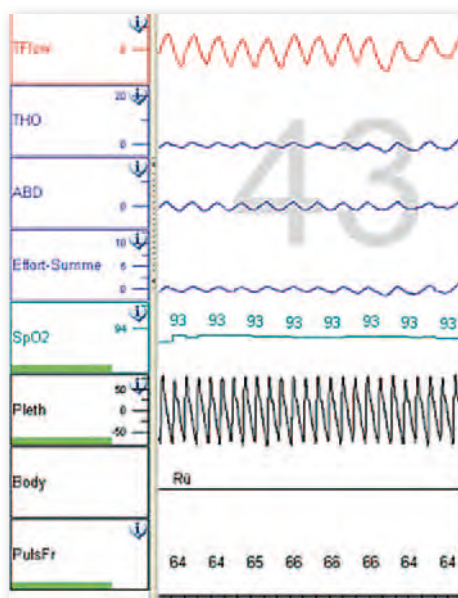 TFlow 0
20
THO 0
43
ABD 0
10
Effort-Summe 5
0
93 93 93 93 93 93 93 93
SpO2 94
50
Pleth 0
-50
Body Rü
PulsFr 64 64 65 66 66 66 64 64